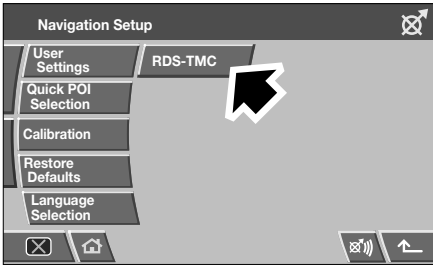 Navigation Setup
User
Settings
RDS-TMC
Quick POI
Selection
Calibration
Restore
Defaults
Language
Selection